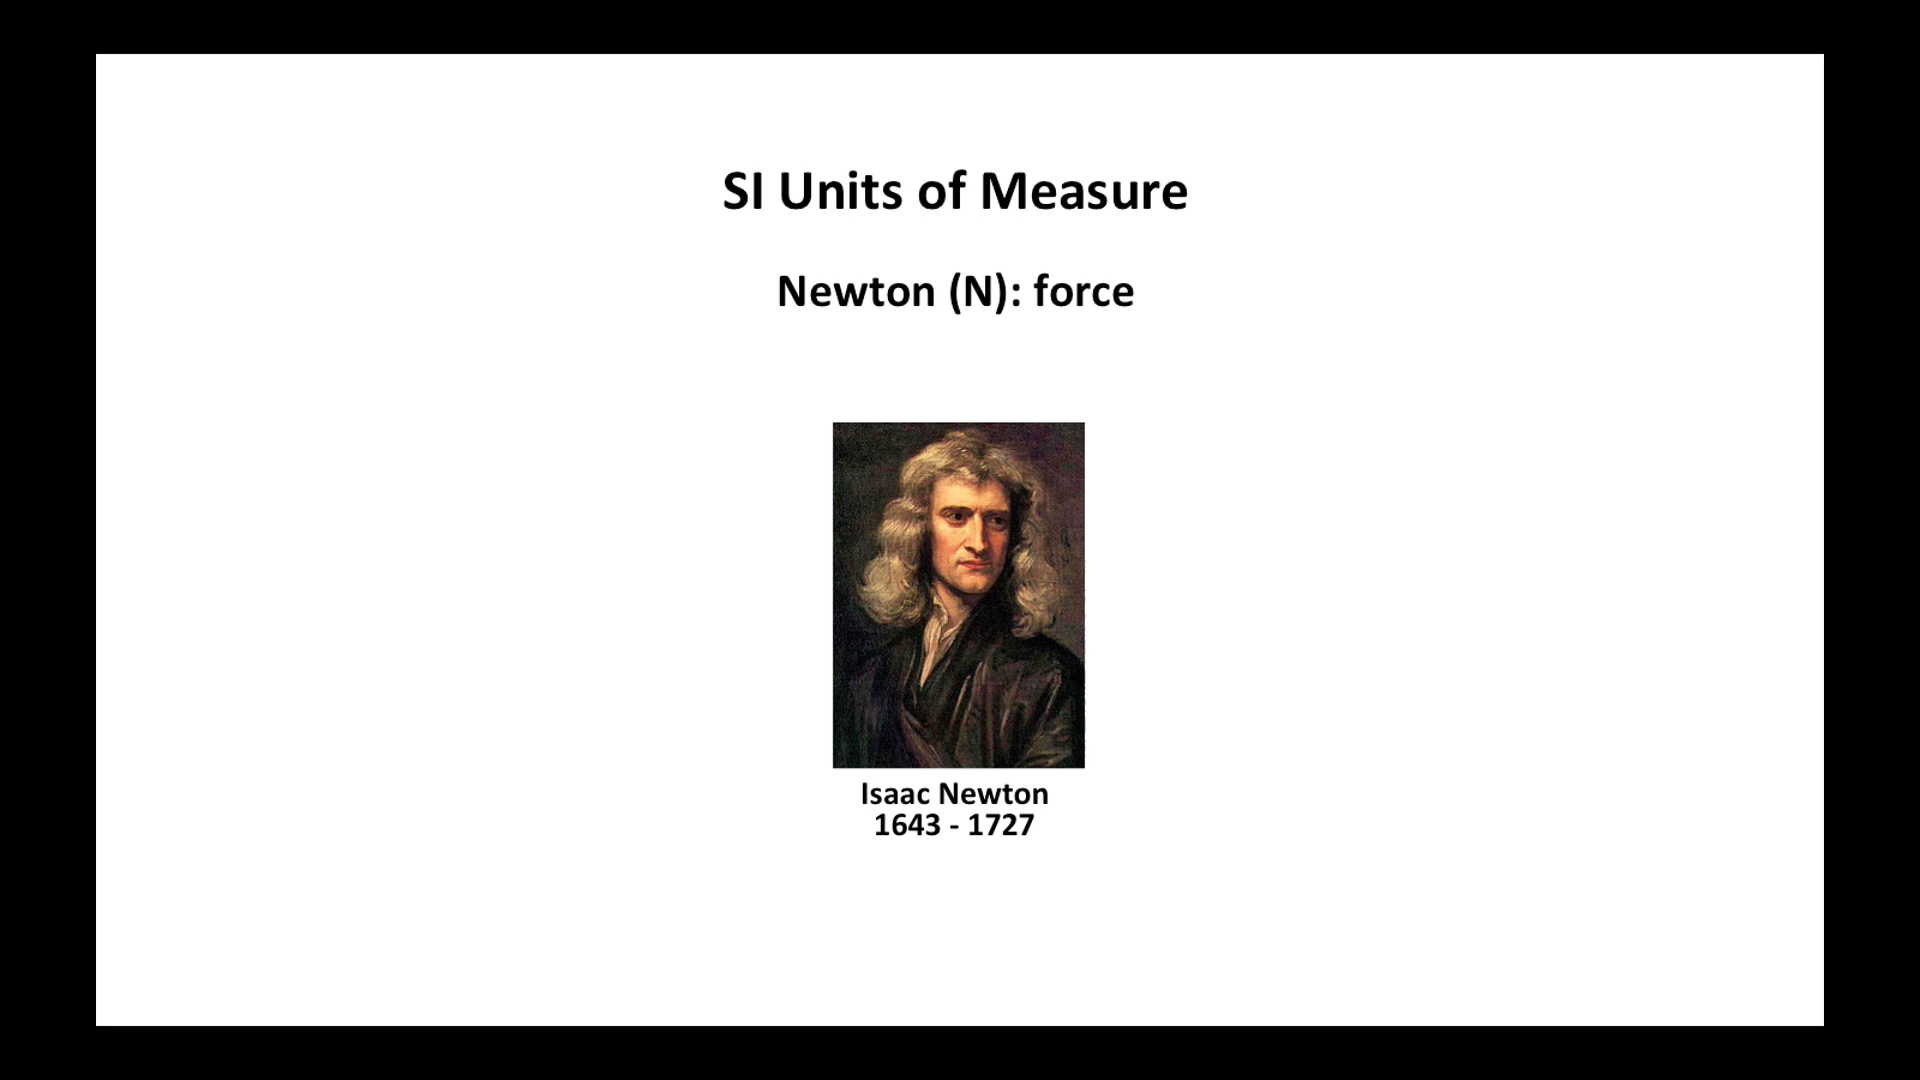 SI Units of Measure
Newton (N): force
Isaac Newton
1643 - 1727